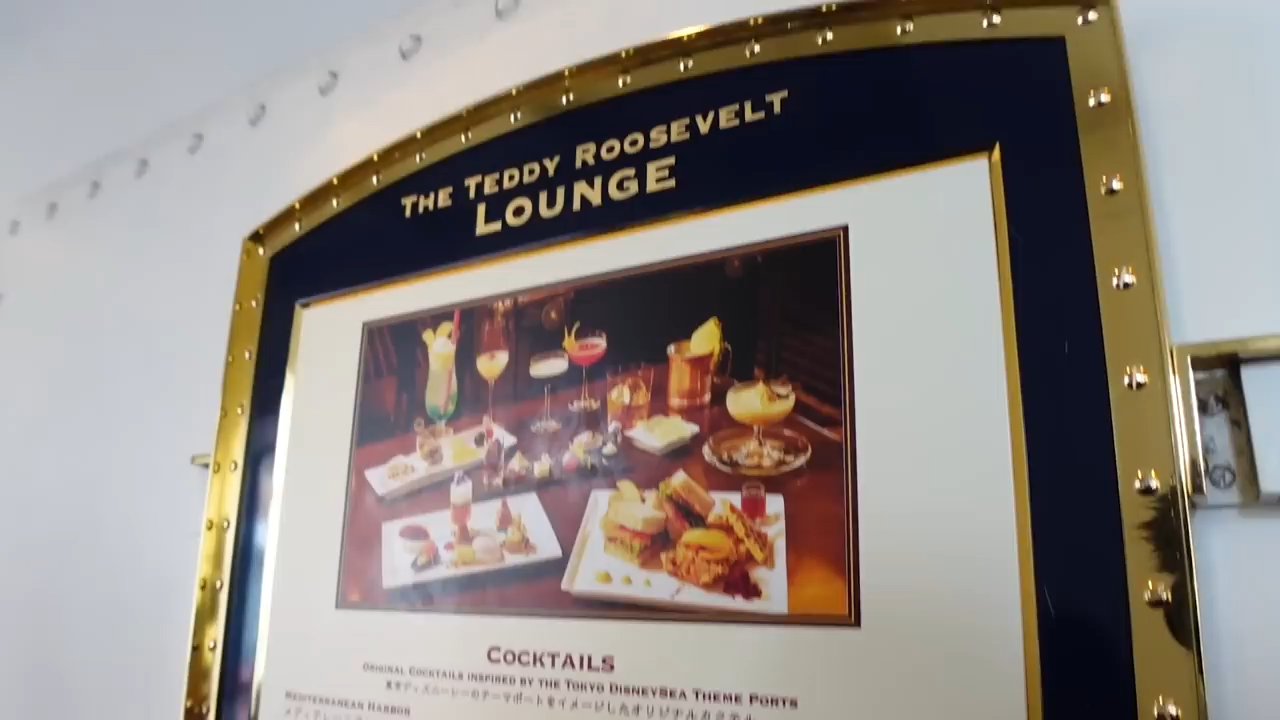 THE TEDDY ROOSEVELT
LOUNGE
COCKTAILS
ORIGINAL COCKTAILS INSPIRED BY THE TOKYO DISNEYSEA THEME PORTS
東京ディズニーシーのテーマポートをイメージしたオリジナルカクテル
MEDITERRANEAN HARBOR